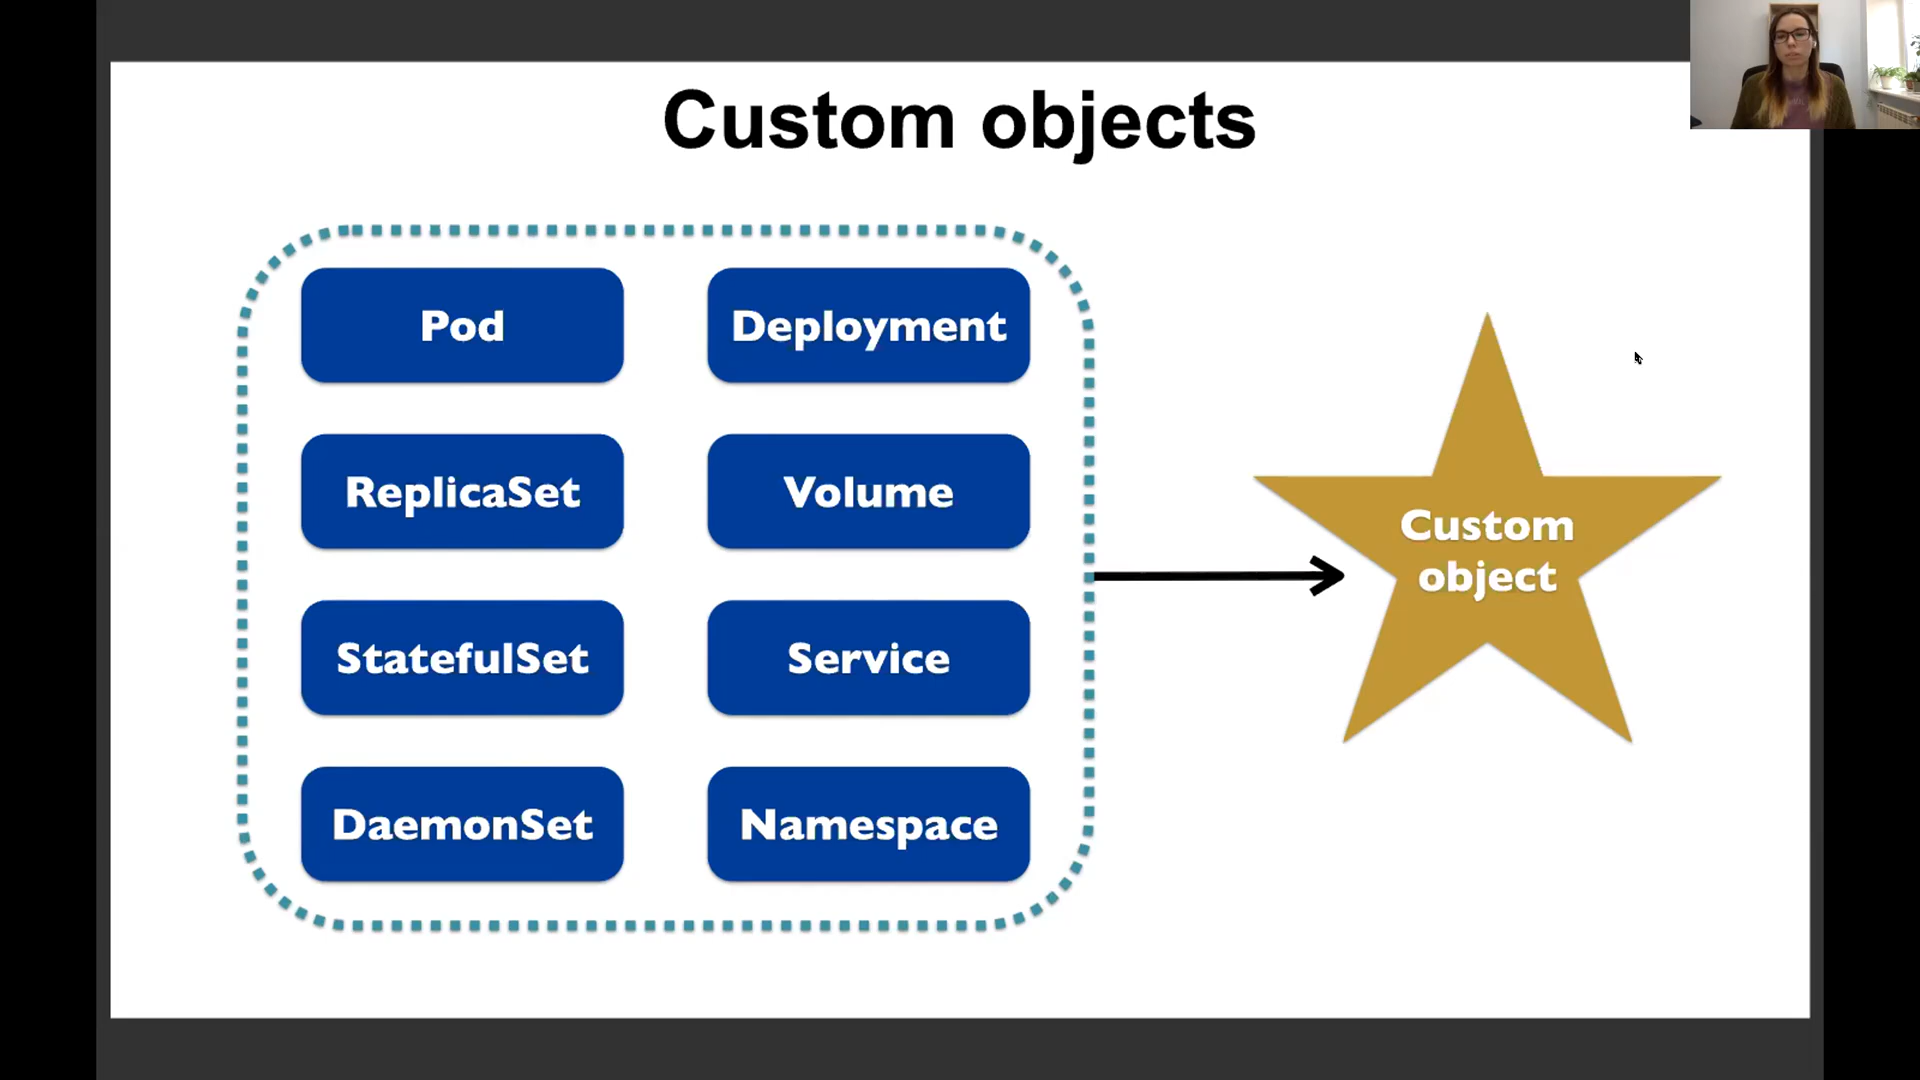 Custom objects
Pod
Deployment
ReplicaSet
Volume
StatefulSet
Service
DaemonSet
Namespace
Custom
object